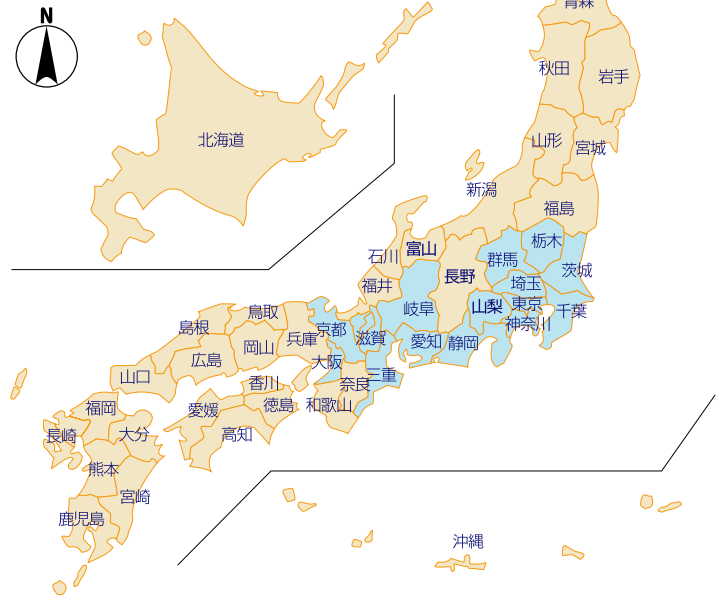 N
青森
秋田
岩手
北海道
山形
宮城
新潟
福島
栃木
石川
富山
群馬
茨城
長野
福井
埼玉
岐阜
山梨
東京
千葉
鳥取
神奈川
島根
京都
兵庫
滋賀
愛知
静岡
岡山
広島
大阪
三重
山口
香川
奈良
福岡
愛媛
徳島
和歌山
長崎
大分
高知
熊本
宮崎
鹿児島
沖縄